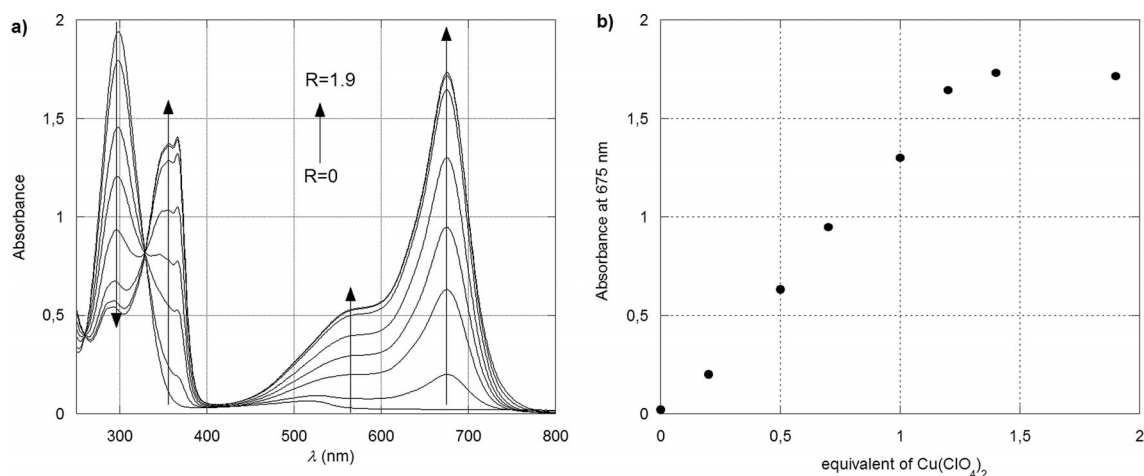 a)
2
1,5
1
0,5
0
Absorbance
R=1.9
R=0
300 400 500 600 700 800
λ (nm)
b)
2
1,5
1
0,5
0
Absorbance at 675 nm
0 0,5 1 1,5 2
equivalent of Cu(ClO4)2